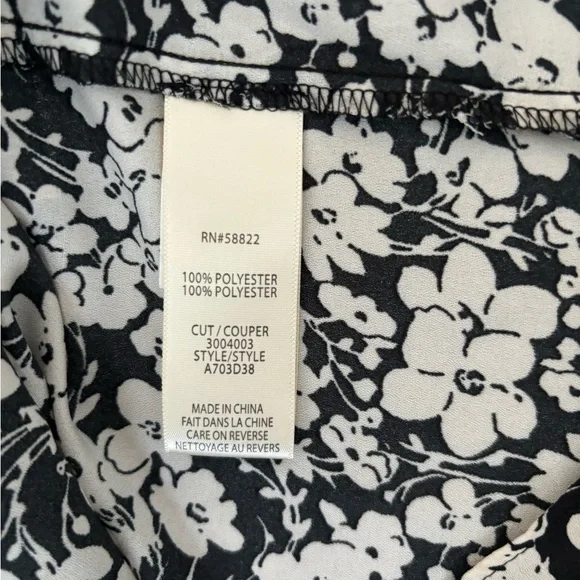 RN#58822
100% POLYESTER
100% POLYESTER
CUT / COUPER
3004003
STYLE/STYLE
A703D38
MADE IN CHINA
FAIT DANS LA CHINE
CARE ON REVERSE
NETTOYAGE AU REVERS